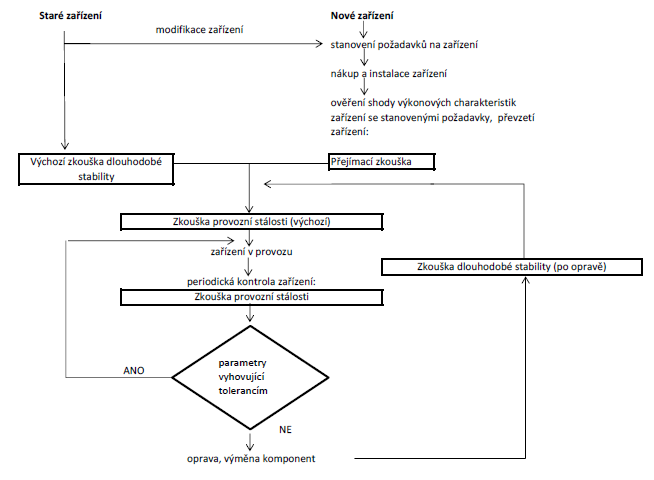 Staré zařízení
Nové zařízení
modifikace zařízení
stanovení požadavků na zařízení
nákup a instalace zařízení
ověření shody výkonových charakteristik
zařízení se stanovenými požadavky, převzetí
zařízení:
Výchozí zkouška dlouhodobé
stability
Přejímací zkouška
Zkouška provozní stálosti (výchozí)
zařízení v provozu
Zkouška dlouhodobé stability (po opravě)
periodická kontrola zařízení:
Zkouška provozní stálosti
parametry
vyhovující
tolerancím
ANO
NE
oprava, výměna komponent